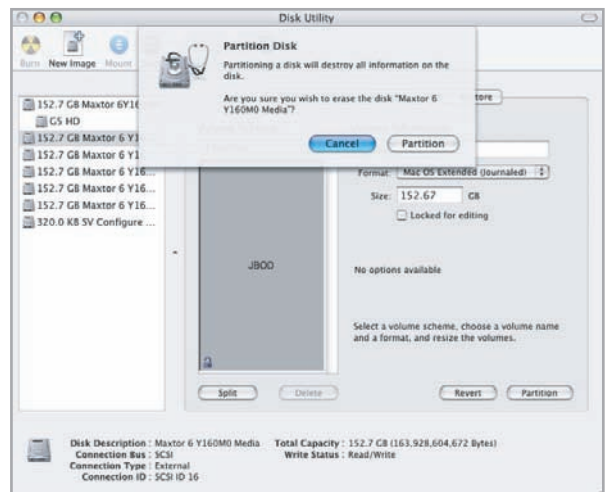 Disk Utility
Burn
New Image
Mount
Partition Disk
Partitioning a disk will destroy all information on the
disk.
Are you sure you wish to erase the disk "Maxtor 6
Y160M0 Media"?
Cancel
Partition
152.7 GB Maxtor 6Y16
G5 HD
152.7 GB Maxtor 6 Y1
152.7 GB Maxtor 6 Y1
152.7 GB Maxtor 6 Y16...
152.7 GB Maxtor 6 Y16...
152.7 GB Maxtor 6 Y16...
320.0 KB SV Configure ...
tore
Format: Mac OS Extended (Journaled)
Size: 152.67 GB
Locked for editing
JBOD
No options available
Select a volume scheme, choose a volume name
and a format, and resize the volumes.
Split
Delete
Revert
Partition
Disk Description : Maxtor 6 Y160M0 Media
Connection Bus : SCSI
Connection Type : External
Connection ID : SCSI ID 16
Total Capacity : 152.7 GB (163,928,604,672 Bytes)
Write Status : Read/Write